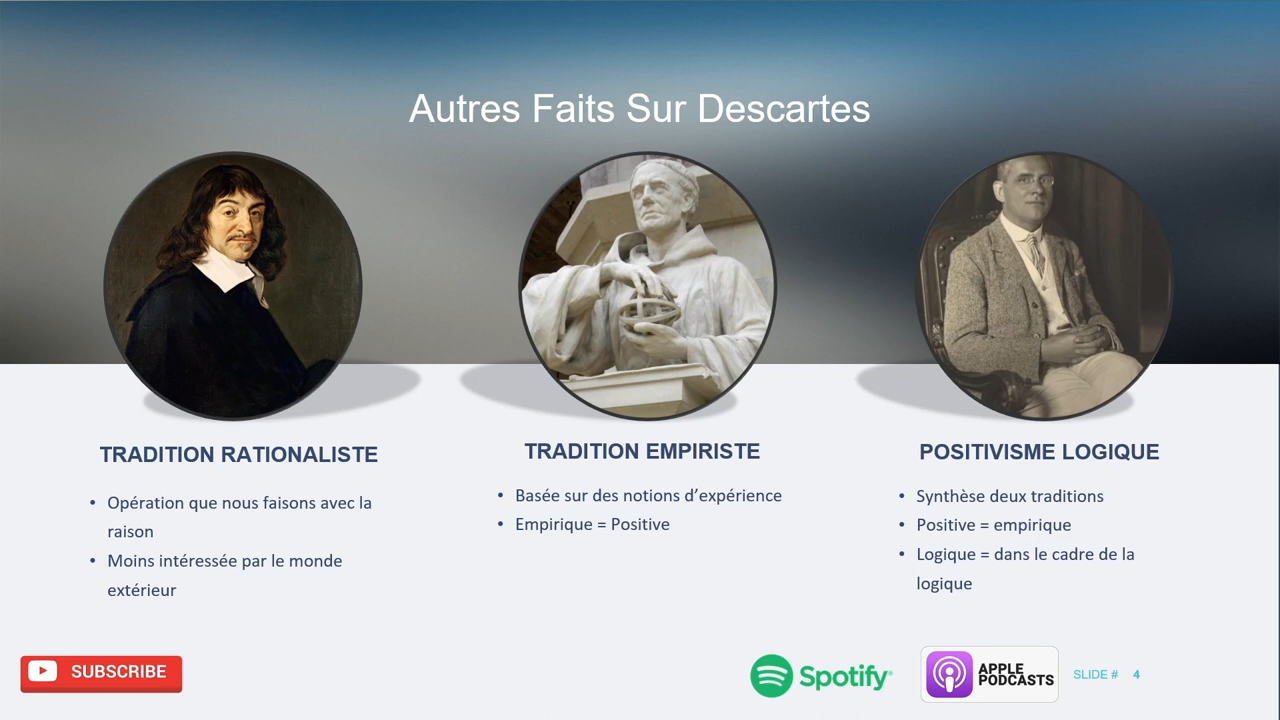 Autres Faits Sur Descartes
TRADITION RATIONALISTE
• Opération que nous faisons avec la
raison
• Moins intéressée par le monde
extérieur
TRADITION EMPIRISTE
• Basée sur des notions d’expérience
• Empirique = Positive
POSITIVISME LOGIQUE
• Synthèse deux traditions
• Positive = empirique
• Logique = dans le cadre de la
logique
SUBSCRIBE
Spotify
APPLE
PODCASTS
SLIDE # 4